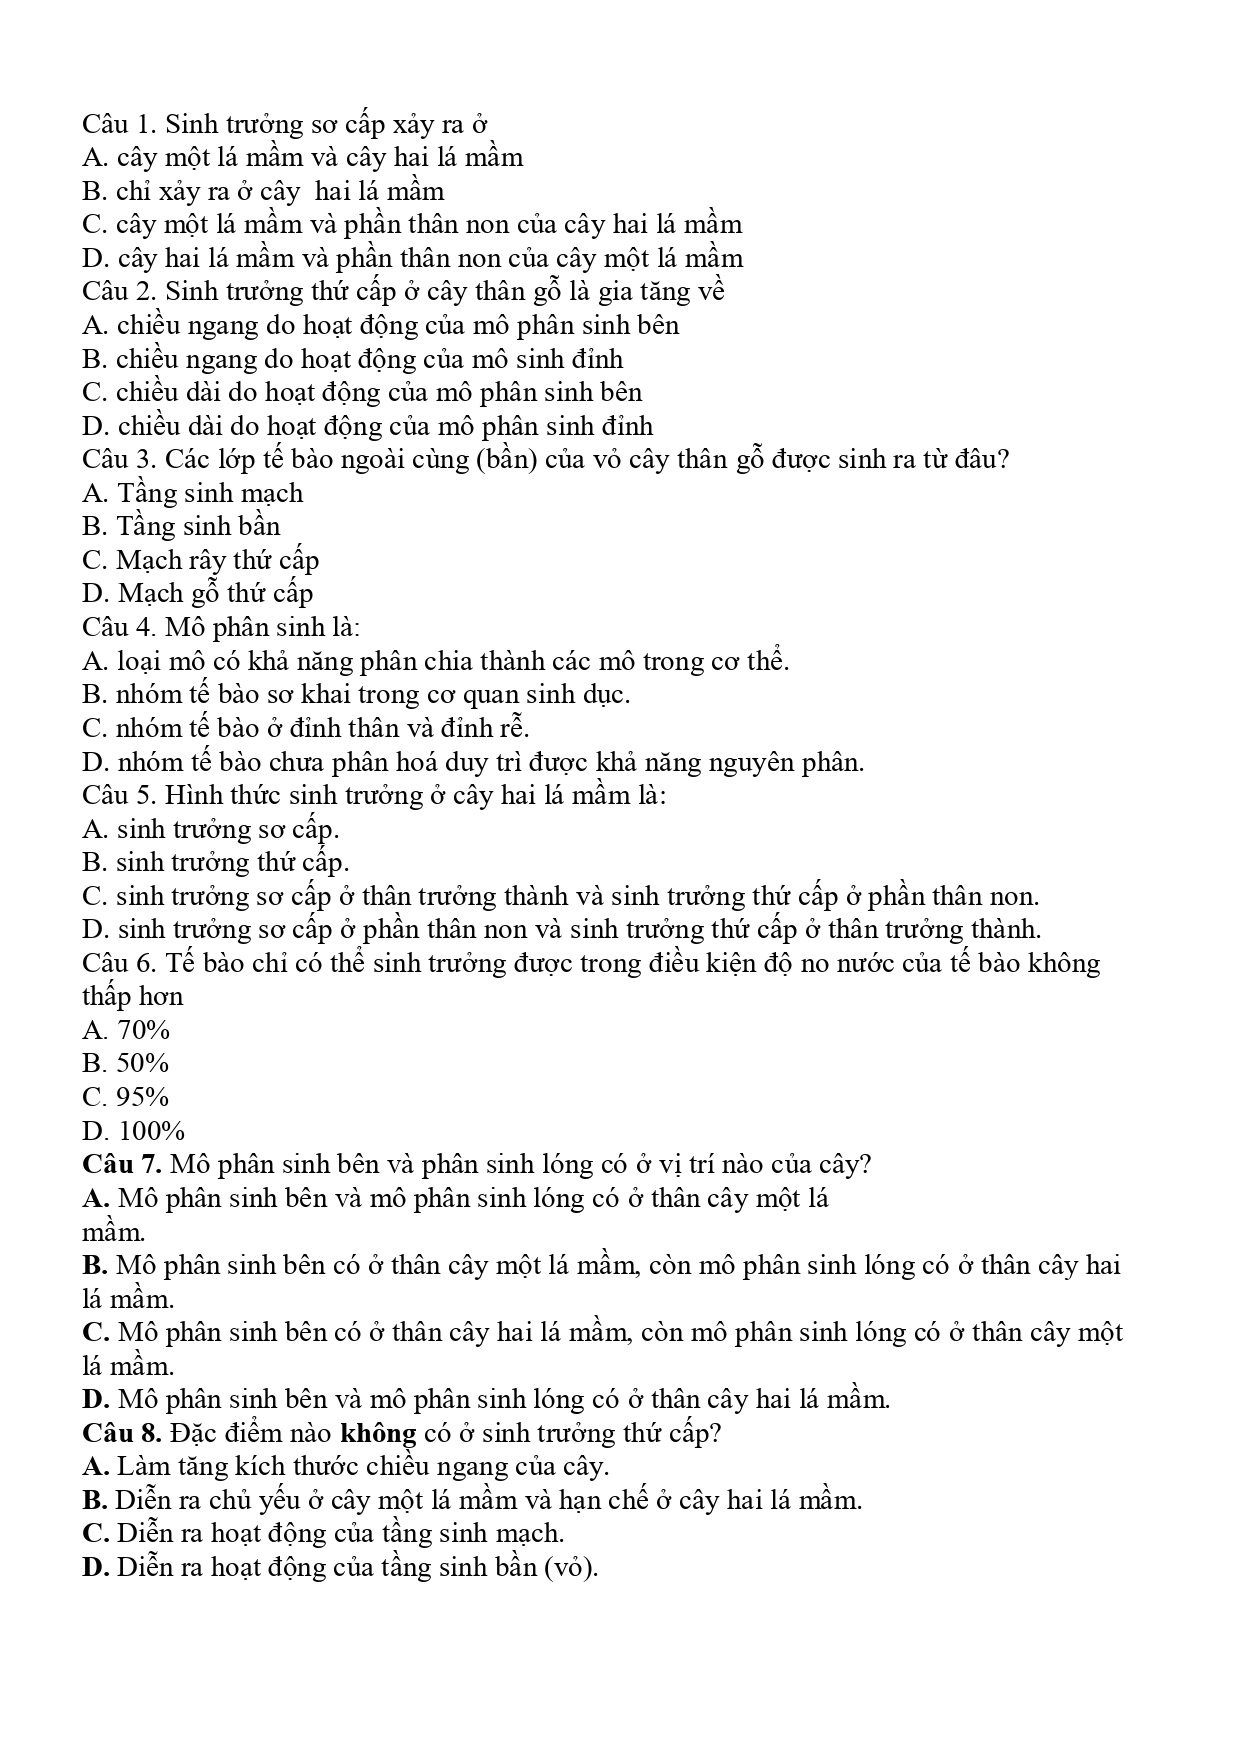 Câu 1. Sinh trưởng sơ cấp xảy ra ở
A. cây một lá mầm và cây hai lá mầm
B. chỉ xảy ra ở cây  hai lá mầm
C. cây một lá mầm và phần thân non của cây hai lá mầm
D. cây hai lá mầm và phần thân non của cây một lá mầm
Câu 2. Sinh trưởng thứ cấp ở cây thân gỗ là gia tăng về
A. chiều ngang do hoạt động của mô phân sinh bên
B. chiều ngang do hoạt động của mô sinh đỉnh
C. chiều dài do hoạt động của mô phân sinh bên
D. chiều dài do hoạt động của mô phân sinh đỉnh
Câu 3. Các lớp tế bào ngoài cùng (bần) của vỏ cây thân gỗ được sinh ra từ đâu?
A. Tầng sinh mạch
B. Tầng sinh bần
C. Mạch rây thứ cấp
D. Mạch gỗ thứ cấp
Câu 4. Mô phân sinh là:
A. loại mô có khả năng phân chia thành các mô trong cơ thể.
B. nhóm tế bào sơ khai trong cơ quan sinh dục.
C. nhóm tế bào ở đỉnh thân và đỉnh rễ.
D. nhóm tế bào chưa phân hoá duy trì được khả năng nguyên phân.
Câu 5. Hình thức sinh trưởng ở cây hai lá mầm là:
A. sinh trưởng sơ cấp.
B. sinh trưởng thứ cấp.
C. sinh trưởng sơ cấp ở thân trưởng thành và sinh trưởng thứ cấp ở phần thân non.
D. sinh trưởng sơ cấp ở phần thân non và sinh trưởng thứ cấp ở thân trưởng thành.
Câu 6. Tế bào chỉ có thể sinh trưởng được trong điều kiện độ no nước của tế bào không
thấp hơn
A. 70%
B. 50%
C. 95%
D. 100%
Câu 7. Mô phân sinh bên và phân sinh lóng có ở vị trí nào của cây?
A. Mô phân sinh bên và mô phân sinh lóng có ở thân cây một lá
mầm.
B. Mô phân sinh bên có ở thân cây một lá mầm, còn mô phân sinh lóng có ở thân cây hai
lá mầm.
C. Mô phân sinh bên có ở thân cây hai lá mầm, còn mô phân sinh lóng có ở thân cây một
lá mầm.
D. Mô phân sinh bên và mô phân sinh lóng có ở thân cây hai lá mầm.
Câu 8. Đặc điểm nào không có ở sinh trưởng thứ cấp?
A. Làm tăng kích thước chiều ngang của cây.
B. Diễn ra chủ yếu ở cây một lá mầm và hạn chế ở cây hai lá mầm.
C. Diễn ra hoạt động của tầng sinh mạch.
D. Diễn ra hoạt động của tầng sinh bần (vỏ).